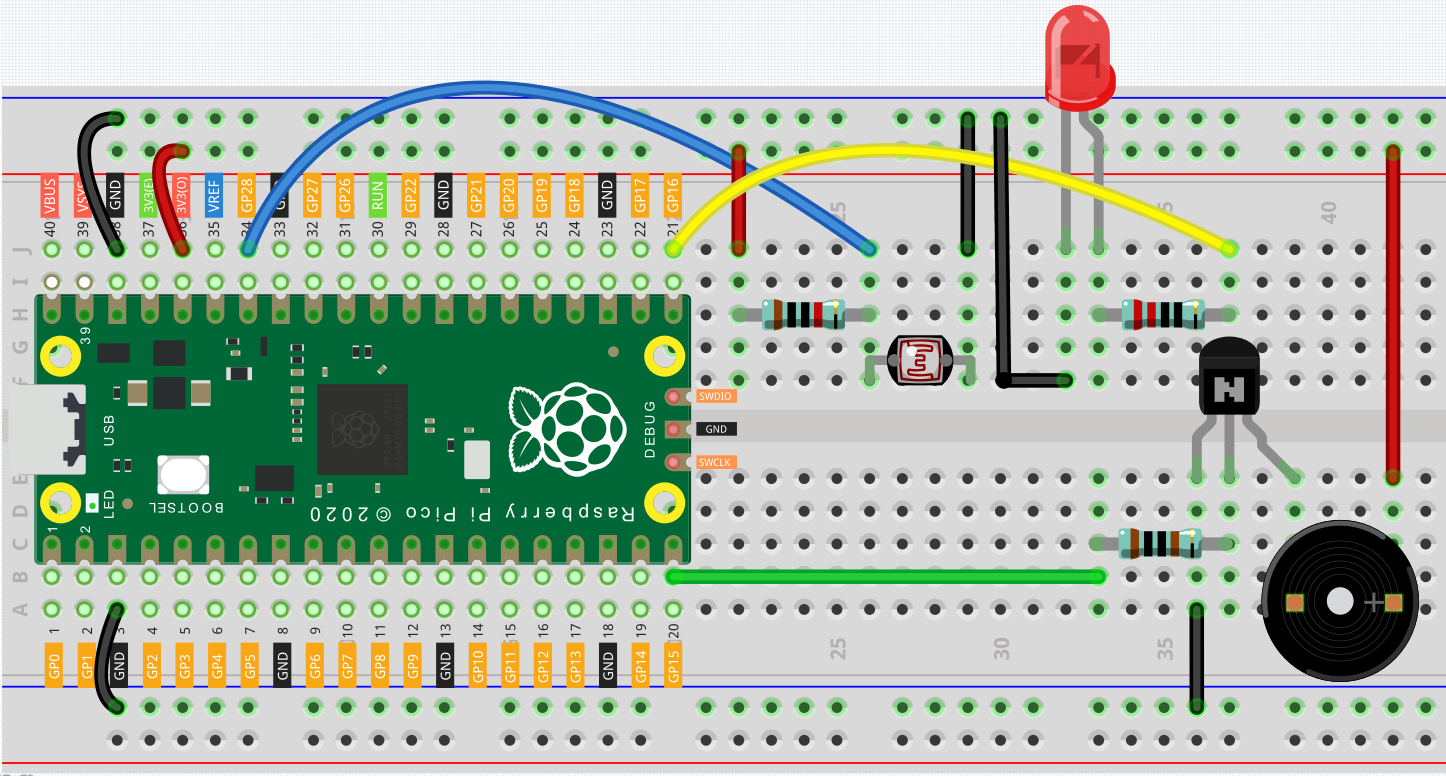 VBUS VSYS GND 3V3(E) 3V3(O) VREF GP28 GP27 GP26 RUN GP22 GND GP21 GP20 GP19 GP18 GND GP17 GP16
40 39 38 37 36 35 34 33 32 31 30 29 28 27 26 25 24 23 22 21
25 35 40
J
I
H
G
F
39
USB
DEBUG
SWDIO
GND
SWCLK
E
D
C
B
A
LED
BOOTSEL
Raspberry Pi Pico © 2020
1 2
1 2 3 4 5 6 7 8 9 10 11 12 13 14 15 16 17 18 19 20
25 30 35
GP0 GP1 GND GP2 GP3 GP4 GP5 GND GP6 GP7 GP8 GP9 GND GP10 GP11 GP12 GP13 GND GP14 GP15
N